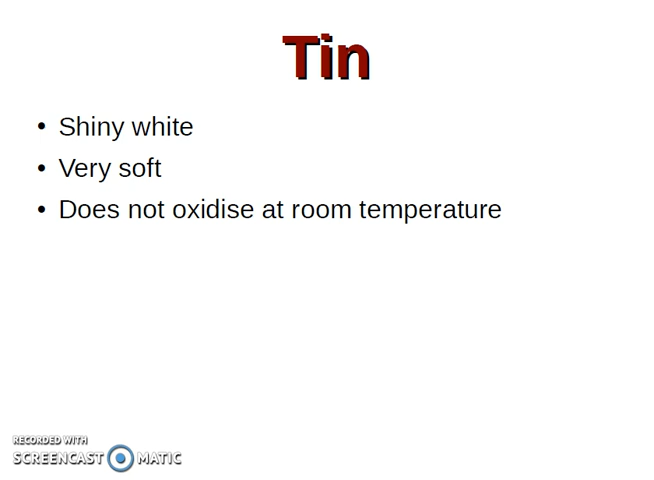 Tin
• Shiny white
• Very soft
• Does not oxidise at room temperature
RECORDED WITH
SCREENCAST MATIC